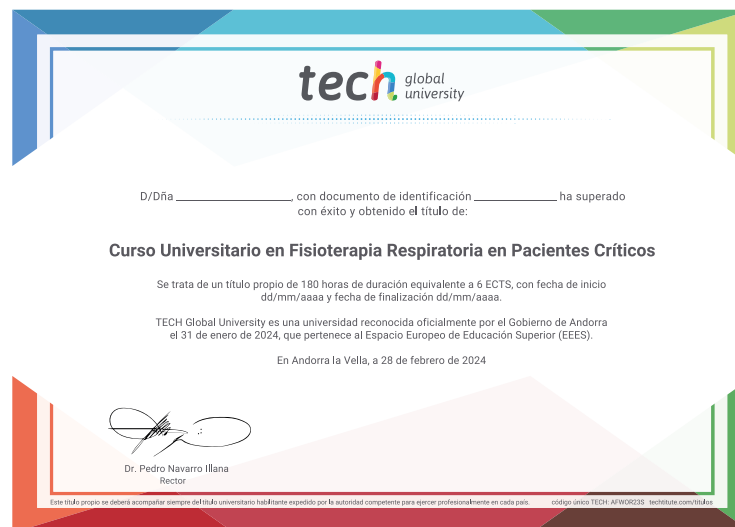 tech global
university
D/Dña ____________, con documento de identificación ____________ ha superado
con éxito y obtenido el título de:
Curso Universitario en Fisioterapia Respiratoria en Pacientes Críticos
Se trata de un título propio de 180 horas de duración equivalente a 6 ECTS, con fecha de inicio
dd/mm/aaaa y fecha de finalización dd/mm/aaaa.
TECH Global University es una universidad reconocida oficialmente por el Gobierno de Andorra
el 31 de enero de 2024, que pertenece al Espacio Europeo de Educación Superior (EEES).
En Andorra la Vella, a 28 de febrero de 2024
Dr. Pedro Navarro Illana
Rector
Este título propio se deberá acompañar siempre del título universitario habilitante expedido por la autoridad competente para ejercer profesionalmente en cada país. código único TECH: AFWOR23S techtitute.com/titulos